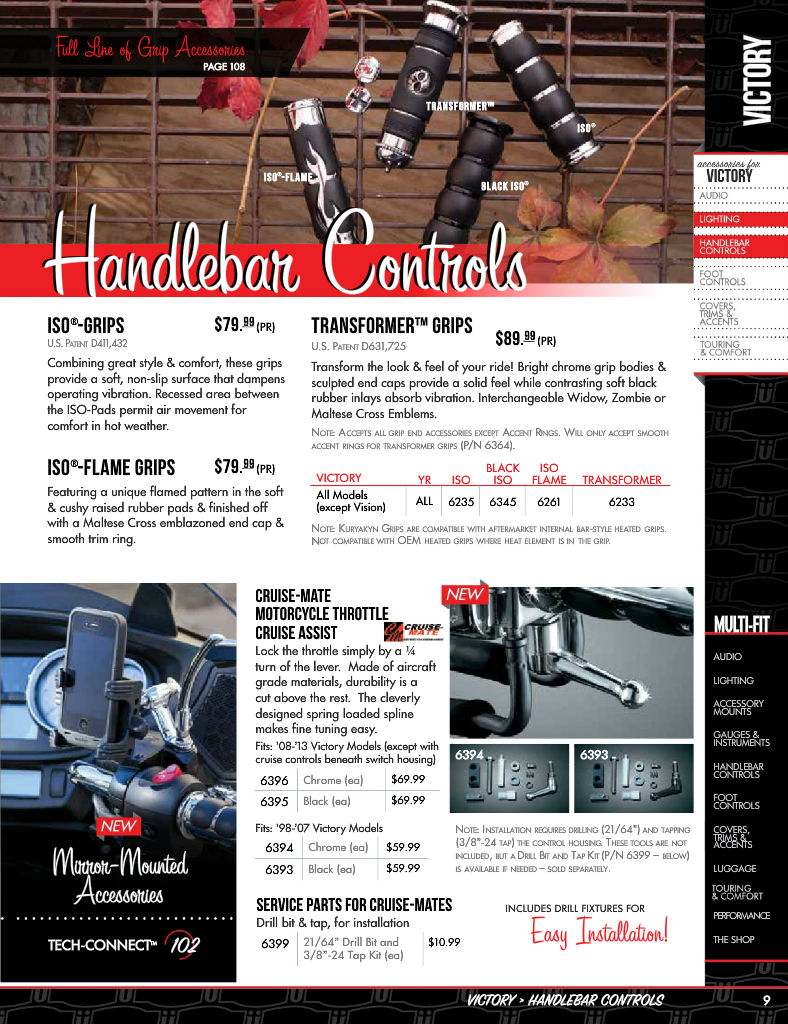 Full Line of Grip Accessories
PAGE 108
TRANSFORMER™
ISO®
ISO®-FLAME
BLACK ISO®
Handlebar Controls
VICTORY
accessories for
VICTORY
AUDIO
LIGHTING
HANDLEBAR
CONTROLS
FOOT
CONTROLS
COVERS,
TRIMS &
ACCENTS
TOURING
& COMFORT
ISO®-GRIPS $79.99 (PR)
U.S. PATENT D411,432
Combining great style & comfort, these grips
provide a soft, non-slip surface that dampens
operating vibration. Recessed area between
the ISO-Pads permit air movement for
comfort in hot weather.
ISO®-FLAME GRIPS $79.99 (PR)
Featuring a unique flamed pattern in the soft
& cushy raised rubber pads & finished off
with a Maltese Cross emblazoned end cap &
smooth trim ring.
TRANSFORMER™ GRIPS $89.99 (PR)
U.S. PATENT D631,725
Transform the look & feel of your ride! Bright chrome grip bodies &
sculpted end caps provide a solid feel while contrasting soft black
rubber inlays absorb vibration. Interchangeable Widow, Zombie or
Maltese Cross Emblems.
NOTE: ACCEPTS ALL GRIP END ACCESSORIES EXCEPT ACCENT RINGS. WILL ONLY ACCEPT SMOOTH
ACCENT RINGS FOR TRANSFORMER GRIPS (P/N 6364).
VICTORY YR ISO BLACK ISO ISO FLAME TRANSFORMER
All Models (except Vision) ALL 6235 6345 6261 6233
NOTE: KURYAKYN GRIPS ARE COMPATIBLE WITH AFTERMARKET INTERNAL BAR-STYLE HEATED GRIPS.
NOT COMPATIBLE WITH OEM HEATED GRIPS WHERE HEAT ELEMENT IS IN THE GRIP.
NEW
Mirror-Mounted
Accessories
TECH-CONNECT™ 102
CRUISE-MATE
MOTORCYCLE THROTTLE
CRUISE ASSIST
CRUISE-
MATE
Lock the throttle simply by a ¼
turn of the lever. Made of aircraft
grade materials, durability is a
cut above the rest. The cleverly
designed spring loaded spline
makes fine tuning easy.
Fits: '08-'13 Victory Models (except with
cruise controls beneath switch housing)
6396 Chrome (ea) $69.99
6395 Black (ea) $69.99
Fits: '98-'07 Victory Models
6394 Chrome (ea) $59.99
6393 Black (ea) $59.99
SERVICE PARTS FOR CRUISE-MATES
Drill bit & tap, for installation
6399 21/64" Drill Bit and $10.99
3/8"-24 Tap Kit (ea)
NEW
6394
6393
NOTE: INSTALLATION REQUIRES DRILLING (21/64") AND TAPPING
(3/8"-24 TAP) THE CONTROL HOUSING. THESE TOOLS ARE NOT
INCLUDED, BUT A DRILL BIT AND TAP KIT (P/N 6399 – BELOW)
IS AVAILABLE IF NEEDED – SOLD SEPARATELY.
INCLUDES DRILL FIXTURES FOR
Easy Installation!
MULTI-FIT
AUDIO
LIGHTING
ACCESSORY
MOUNTS
GAUGES &
INSTRUMENTS
HANDLEBAR
CONTROLS
FOOT
CONTROLS
COVERS,
TRIMS &
ACCENTS
LUGGAGE
TOURING
& COMFORT
PERFORMANCE
THE SHOP
VICTORY > HANDLEBAR CONTROLS 9